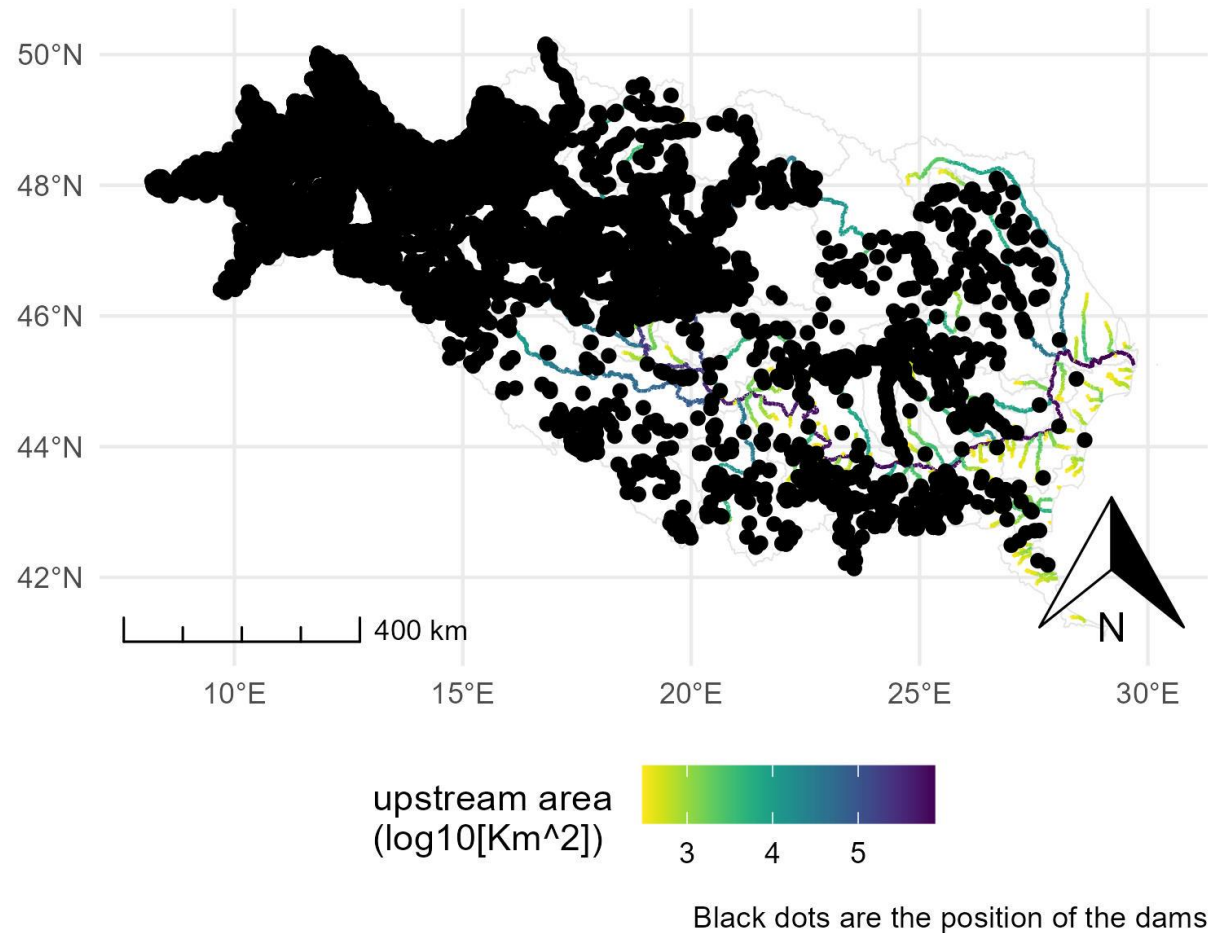 50°N
48°N
46°N
44°N
42°N
N
400 km
10°E 15°E 20°E 25°E 30°E
upstream area
(log10[Km^2])
3 4 5
Black dots are the position of the dams